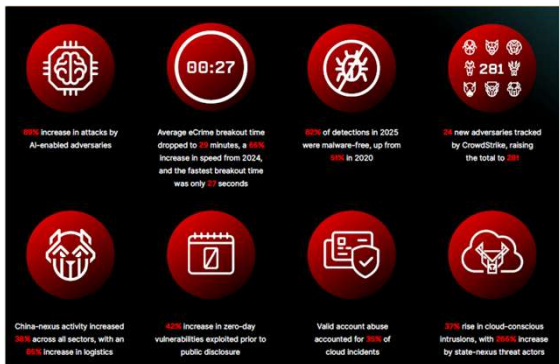 00:27
281
89% increase in attacks by
AI-enabled adversaries
Average eCrime breakout time
dropped to 29 minutes, a 65%
increase in speed from 2024,
and the fastest breakout time
was only 27 seconds
82% of detections in 2025
were malware-free, up from
51% in 2020
24 new adversaries tracked
by CrowdStrike, raising
the total to 281
China-nexus activity increased
38% across all sectors, with an
85% increase in logistics
42% increase in zero-day
vulnerabilities exploited prior to
public disclosure
Valid account abuse
accounted for 35% of
cloud incidents
37% rise in cloud-conscious
intrusions, with 266% increase
by state-nexus threat actors